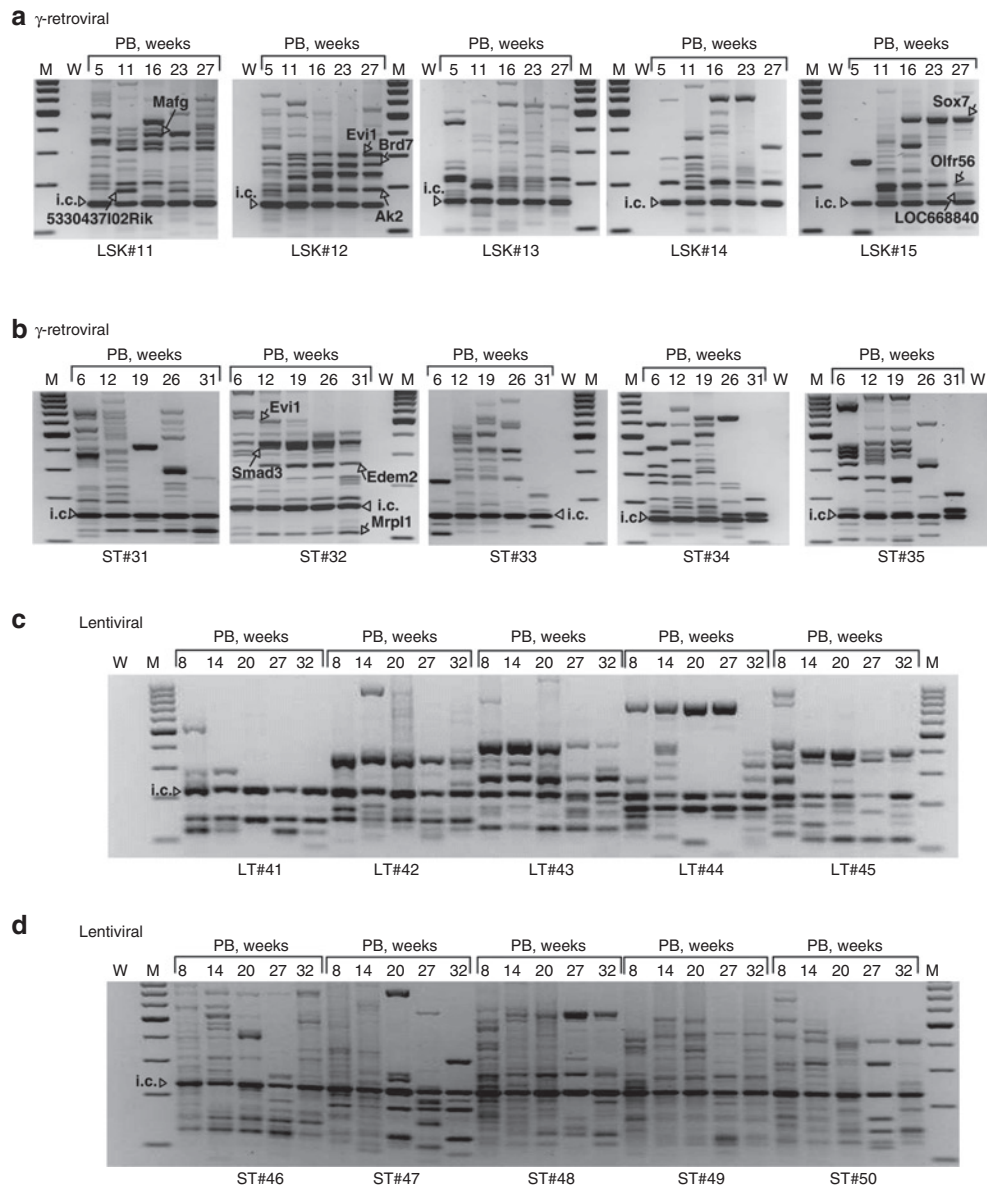 a γ-retroviral
PB, weeks PB, weeks PB, weeks PB, weeks PB, weeks
M W 5 11 16 23 27 W 5 11 16 23 27 M W 5 11 16 23 27 M W 5 11 16 23 27 M W 5 11 16 23 27 M
Mafg
Sox7
Evi1
Brd7
Olfr56
i.c. i.c. i.c. i.c. i.c.
5330437I02Rik Ak2 LOC668840
LSK#11 LSK#12 LSK#13 LSK#14 LSK#15
b γ-retroviral
PB, weeks PB, weeks PB, weeks PB, weeks PB, weeks
M 6 12 19 26 31 6 12 19 26 31 W M 6 12 19 26 31 W M M 6 12 19 26 31 W M 6 12 19 26 31 W
Evi1
Smad3 Edem2
i.c. i.c. i.c. i.c. i.c.
Mrpl1
ST#31 ST#32 ST#33 ST#34 ST#35
c Lentiviral
PB, weeks PB, weeks PB, weeks PB, weeks PB, weeks
W M 8 14 20 27 32 8 14 20 27 32 8 14 20 27 32 8 14 20 27 32 8 14 20 27 32 M
i.c.
LT#41 LT#42 LT#43 LT#44 LT#45
d Lentiviral
PB, weeks PB, weeks PB, weeks PB, weeks PB, weeks
W M 8 14 20 27 32 8 14 20 27 32 8 14 20 27 32 8 14 20 27 32 8 14 20 27 32 M
i.c.
ST#46 ST#47 ST#48 ST#49 ST#50